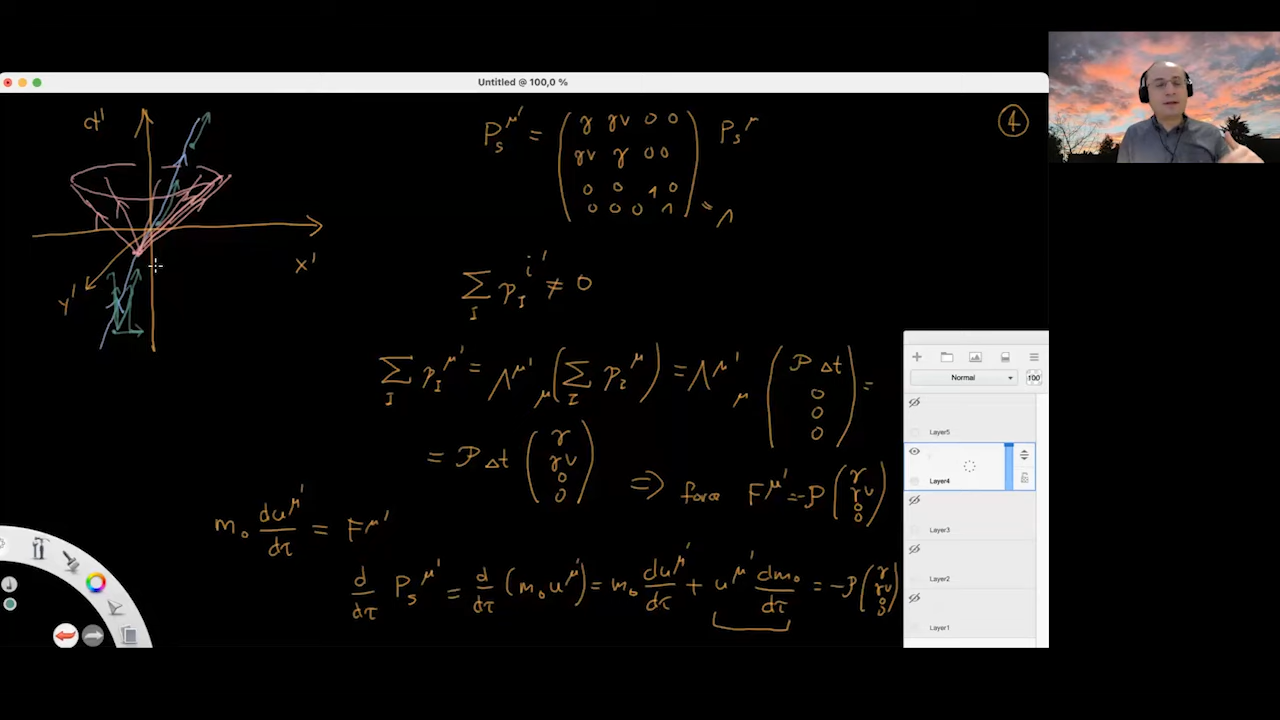 Untitled @ 100,0 %
ct'
x'
y'
④
P_s^μ' = ( γ γv 0 0
γv γ 0 0
0 0 1 0
0 0 0 1 ) P_s^μ
= Λ
Σ_I p_I^i' ≠ 0
Σ_I p_I^μ' = Λ^μ'_μ ( Σ_I p_I^μ ) = Λ^μ'_μ ( P Δt
0
0
0 ) =
= P Δt ( γ
γv
0
0 ) ⇒ force F^μ' = -P ( γ
γv
0
0 )
m_0 du^μ'/dτ = F^μ'
d/dτ P_s^μ' = d/dτ (m_0 u^μ') = m_0 du^μ'/dτ + u^μ' dm_0/dτ = -P ( γ
γv
0
0 )
Normal
100
Layer5
Layer4
Layer3
Layer2
Layer1